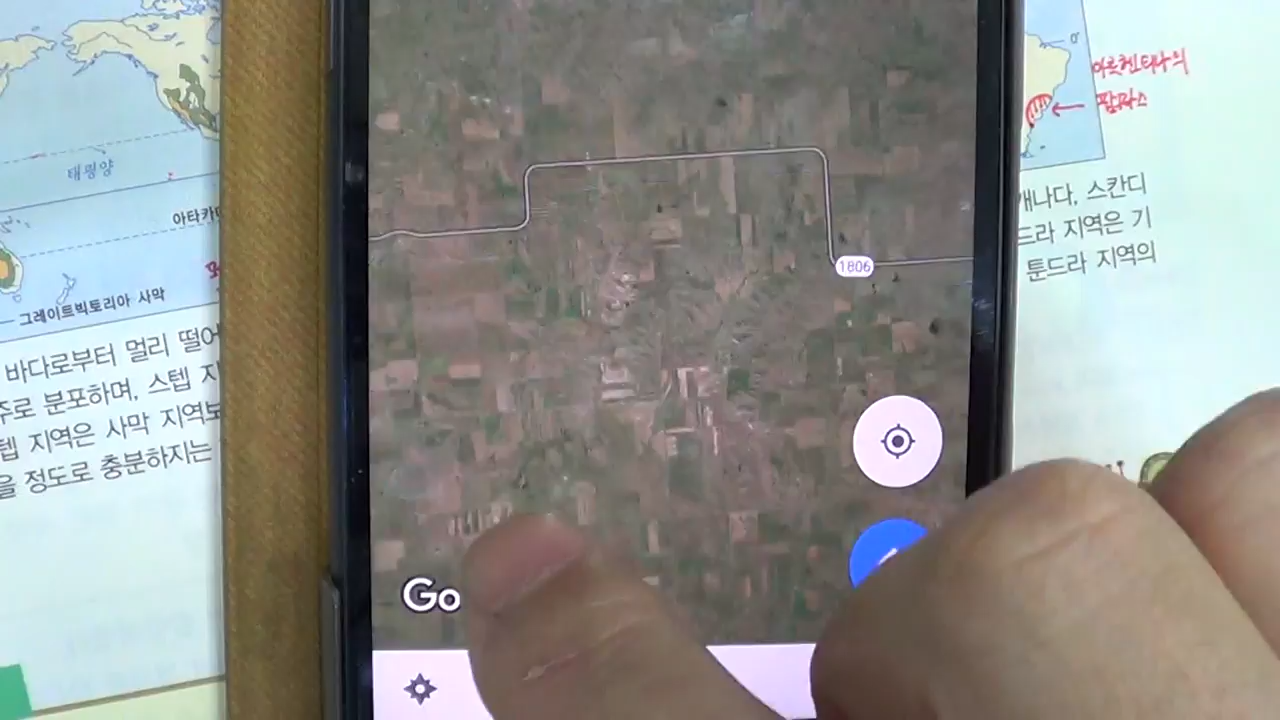 태평양
아타카
그레이트빅토리아 사막
바다로부터 멀리 떨어
주로 분포하며, 스텝 지
텝 지역은 사막 지역보
을 정도로 충분하지는
1806
Go
0°
아르헨티나의
팜파스
개나다, 스칸디
드라 지역은 기
툰드라 지역의